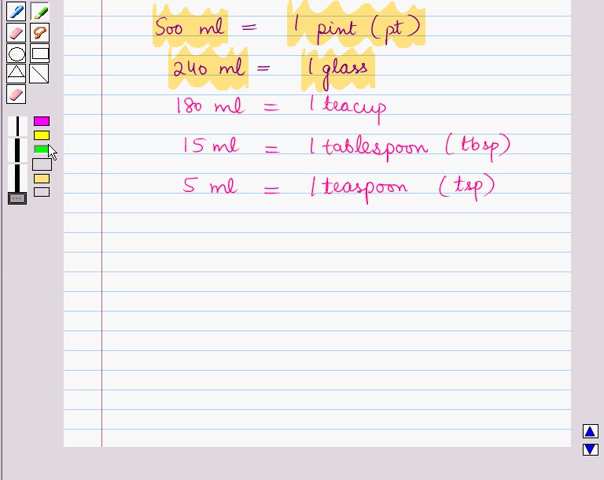 500 ml = 1 pint (pt)
240 ml = 1 glass
180 ml = 1 teacup
15 ml = 1 tablespoon (tbsp)
5 ml = 1 teaspoon (tsp)